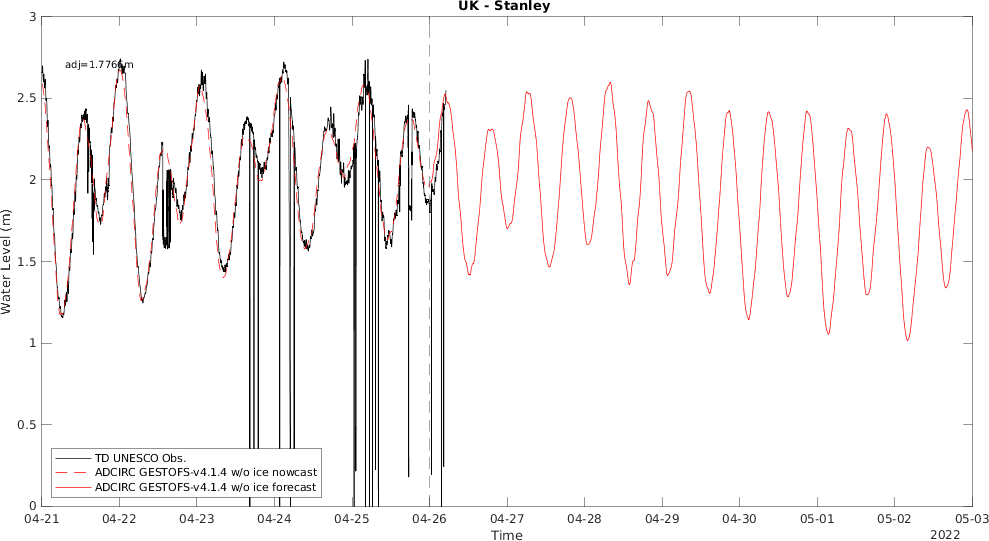 UK - Stanley
adj=1.7766m
Water Level (m)
3
2.5
2
1.5
1
0.5
0
TD UNESCO Obs.
ADCIRC GESTOFS-v4.1.4 w/o ice nowcast
ADCIRC GESTOFS-v4.1.4 w/o ice forecast
04-21 04-22 04-23 04-24 04-25 04-26 04-27 04-28 04-29 04-30 05-01 05-02 05-03
Time
2022